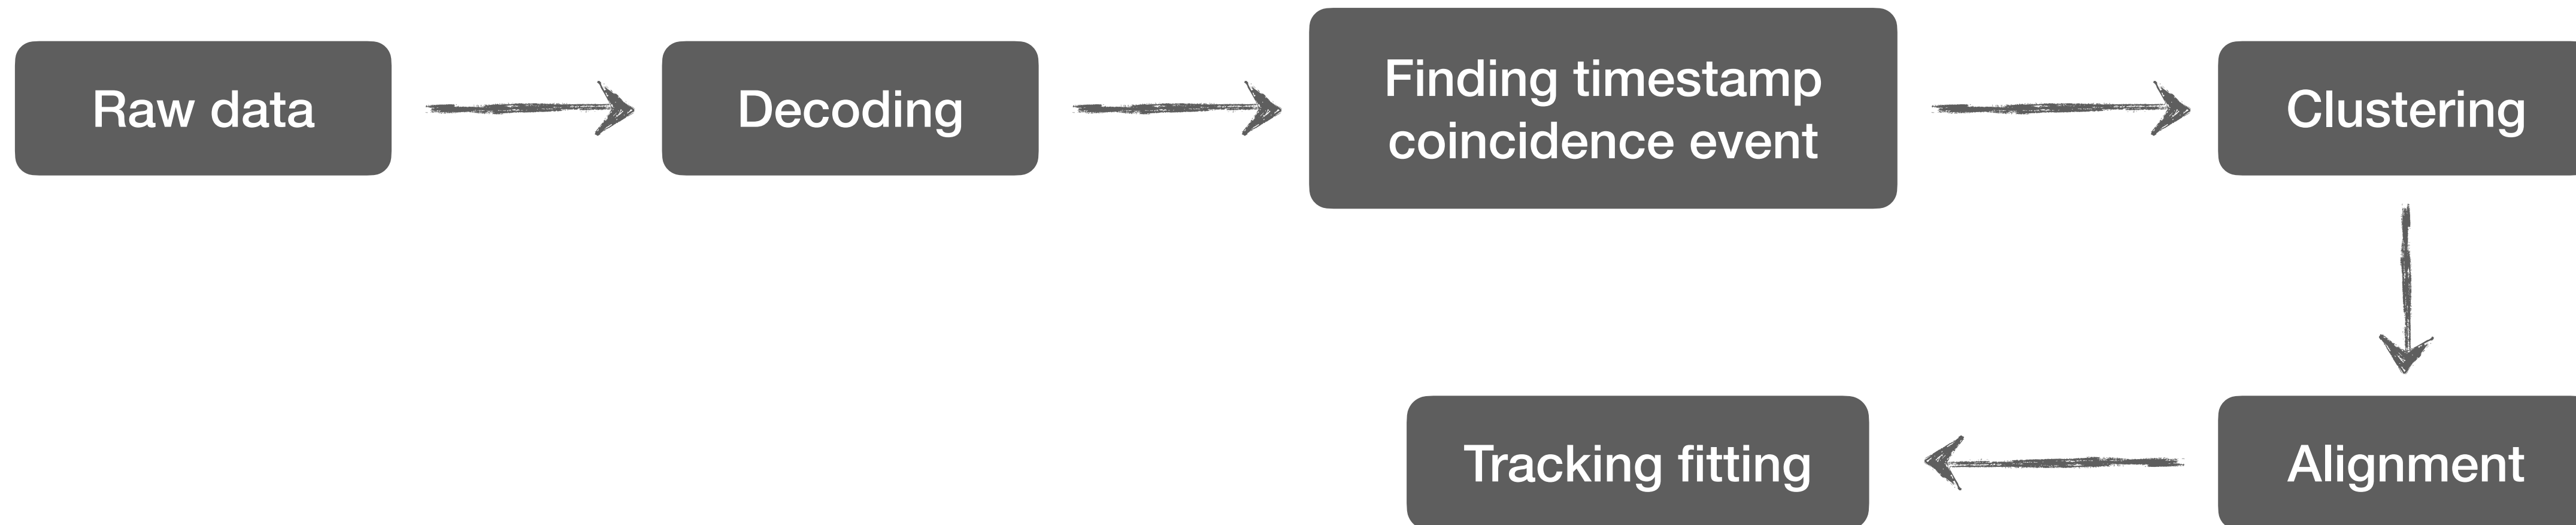 Raw data
Decoding
Finding timestamp
coincidence event
Clustering
Alignment
Tracking fitting